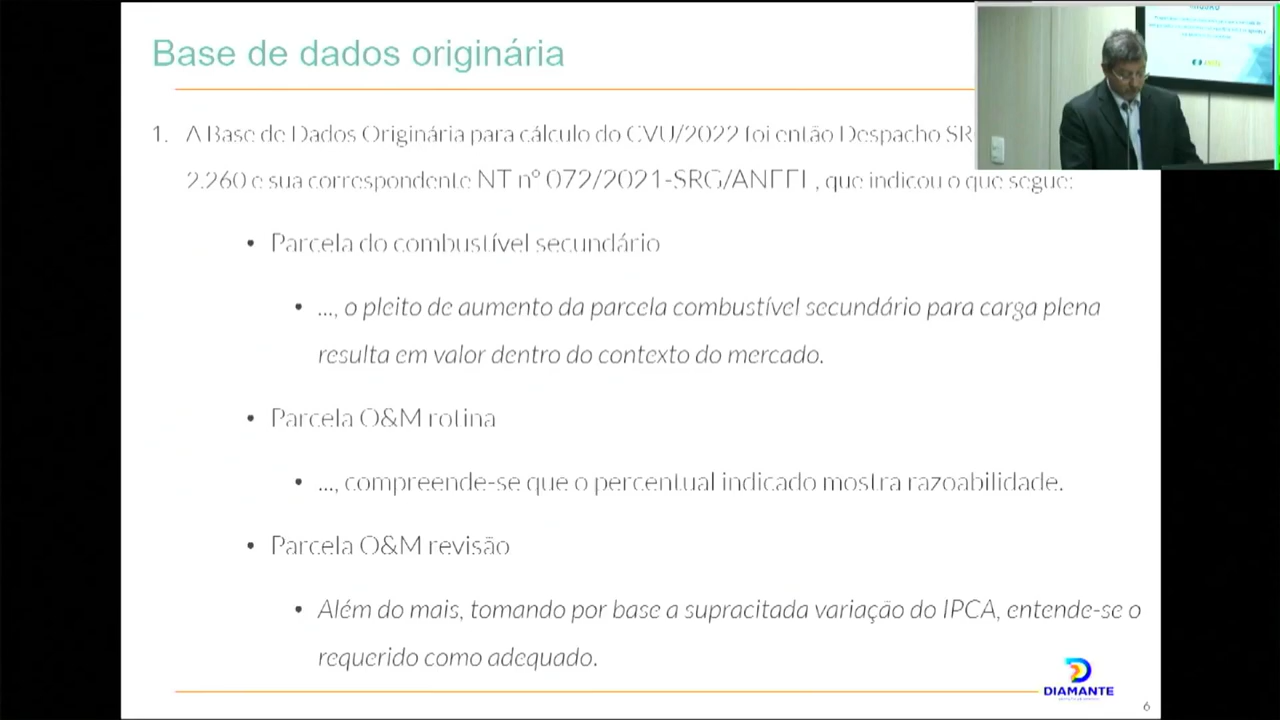 Base de dados originária
1. A Base de Dados Originária para cálculo do CVU/2022 foi então Despacho SR
2.260 e sua correspondente NT nº 072/2021-SRG/ANEEL, que indicou o que segue:
• Parcela do combustível secundário
• ..., o pleito de aumento da parcela combustível secundário para carga plena
resulta em valor dentro do contexto do mercado.
• Parcela O&M rotina
• ..., compreende-se que o percentual indicado mostra razoabilidade.
• Parcela O&M revisão
• Além do mais, tomando por base a supracitada variação do IPCA, entende-se o
requerido como adequado.
DIAMANTE
6